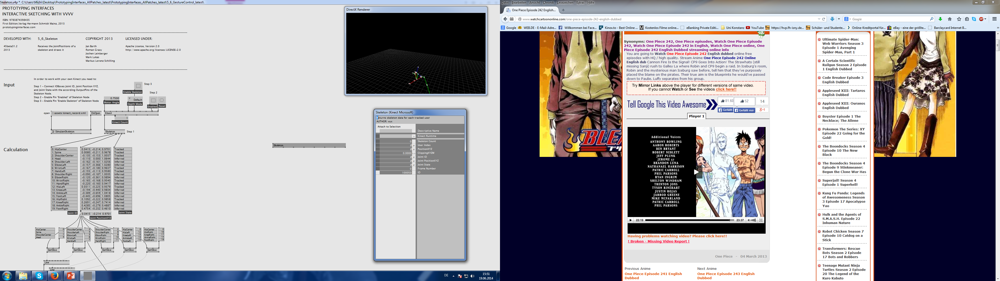 Skeleton.v4p * C:\Users\Michi\Desktop\PrototypingInterfaces_AllPatches_latest\PrototypingInterfaces_AllPatches_latest\5_6_GestureControl_latest\
PROTOTYPING INTERFACES
INTERACTIVE SKETCHING WITH VVVV
ISBN: 9783874398435
First Edition,Verlag Hermann Schmidt Mainz, 2013
prototypinginterfaces.com
DEVELOPED WITH: 5_6_Skeleton COPYRIGHT 2013 LICENSED UNDER:
45beta31.2
2013
Receives the JointPositions of a
skeleton and draws it
Jan Barth
Roman Grasy
Jochen Leinberger
Mark Lukas
Markus Lorenz Schilling
Apache License, Version 2.0
http://www.apache.org/licenses/LICENSE-2.0
Input
In order to work with your own Kinect you need to:
Step 1 - Connect IOBoxes Joint ID, Joint Position XYZ,
and Joint State with the according OutputPins of the
Skeleton Node.
Step 2 - Enable Pin "Enabled" of Skeleton Node
Step 3 - Enable Pin "Enable Skeleton" of Skeleton Node
Step 3
Enable Skeleton
Step 2
0.7500
Motor Angle
Default
Depth Mode
Enabled
Reset
open
assets\kinect_record.xml
OnOpen
Kinect
1
Kinect Count
SimulateSkeleton
Skeleton
Step 1
Calculation
0| HipCenter 0.0415 -0.214 0.9701 Tracked
1| Spine 0.0080 -0.211 0.9678 Tracked
2| ShoulderCenter -0.135 -0.153 1.0037 Tracked
3| Head -0.110 0.000 1.0644 Inferred
4| ShoulderLeft -0.162 -0.161 1.0256 Inferred
5| ElbowLeft -0.157 -0.366 1.0280 Inferred
6| WristLeft -0.167 -0.180 0.9637 Tracked
7| HandLeft -0.155 -0.113 0.9580 Tracked
8| ShoulderRight -0.090 -0.187 1.0035 Inferred
9| ElbowRight -0.120 -0.361 0.9894 Inferred
10| WristRight -0.165 -0.168 0.9540 Tracked
11| HandRight -0.220 -0.160 0.9417 Inferred
12| HipLeft 0.0311 -0.225 0.9379 Tracked
13| KneeLeft -0.194 -0.440 0.9834 Inferred
14| AnkleLeft -0.389 -0.659 1.0418 Inferred
15| FootLeft -0.445 -0.696 1.0805 Inferred
16| HipRight 0.1092 -0.222 0.9858 Tracked
17| KneeRight 0.2691 -0.247 0.7414 Inferred
18| AnkleRight 0.4285 -0.279 0.4887 Inferred
19| FootRight 0.4754 -0.232 0.4610 Inferred
Joint ID
0.0415 -0.214 0.9701
Joint State
Joint PositionXYZ
HipCenter 0
Spine 1
ShoulderCenter 2
Head 3
ShoulderCenter 2
ShoulderLeft 4
ElbowLeft 5
WristLeft 6
HandLeft 7
ShoulderCenter 2
ShoulderRight 8
ElbowRight 9
WristRight 10
HandRight 11
HipCenter 0
HipLeft 12
KneeLeft 13
AnkleLeft 14
FootLeft 15
HipCenter 0
HipRight 16
KneeRight 17
AnkleRight 18
FootRight 19
GetSlice
GetSlice
GetSlice
GetSlice
GetSlice
Line
Line
DirectX Renderer
Skeleton
Skeleton (Kinect Microsoft)
eturns skeleton data for each tracked user
AUTHOR: vux
Attach to Selection
Descriptive Name
Kinect Runtime
0 Skeleton Count
User Index
PositionXYZ
0.0000 ClippingXYZW
Joint ID
Joint PositionXYZ
Joint State
0 Frame Number
100050 ID
DE
15:51
19.06.2014
Datei Bearbeiten Ansicht Chronik Lesezeichen Extras Hilfe
One Piece Episode 242 English...
www.watchcartoononline.com/one-piece-episode-242-english-dubbed
Google
Google WEB.DE - E-Mail-Adre... Willkommen bei Face... Kinox.to - Best Online ... Kostenlos Filme online... eBanking Private Editi... Uni Konstanz YouTube https://hvp.fh-isny.de... Schüler- und Studente... Online-Kreditportal für... eBay - eine der größte... Barclaycard Internet B...
Synonyms: One Piece 242, One Piece episodes, Watch One Piece Episode
242, Watch One Piece Episode 242 in English, Watch One Piece online, One
Piece Episode 242 English Dubbed streaming online info
You are going to Watch One Piece Episode 242 English dubbed online free
episodes with HQ / high quality. Stream Anime One Piece Episode 242 Online
English dub Cannon Fire Is the Signal! CP9 Goes Into Action! The Strawhats (still
missing Sanji) rush to Galley La where Robin and CP9 begin a raid. In Iceburg's room,
Robin and the mysterious man Iceburg saw before, tell him that they've purposely
placed the blame on the pirates. Their true aim is the blueprints he would've passed
down to Paulie. Luffy separates from his group.
Try Mirror Links above the player for different versions of same video.
If you cannot Watch or See the videos click here!!
Tell Google This Video Awesome
81.60
52
14
Gefällt
Gefällt mir
+1
Player 1
Additional Voices
ANTHONY BOWLING
AARON ROBERTS
BEN BRYANT
ROBERT NEBLETT
JEFF PLUNK
JEROME 57
BRANDON LUNA
NATHANAEL HARRISON
PATRIC CARROLL
PHIL PARSONS
RYAN INGRIM
SHELTON WINDHAM
TRENTON JONS
TYSON RINEHART
JUSTIN ROJAS
JARROD GREENE
MIKE MCFARLAND
PATRIC CARROLL
PHIL PARSONS
22:19
23:37
Having problems watching video? Please click here!!
! Broken - Missing Video Report !
One Piece - 04 March 2013
Previous Anime
One Piece Episode 241 English
Dubbed
Next Anime
One Piece Episode 243 English
Dubbed
Ultimate Spider-Man:
Web Warriors Season 3
Episode 1 Avenging
Spider-Man, Part 1
A Certain Scientific
Railgun Season 2 Episode
1 English Dubbed
Code Breaker Episode 3
English Dubbed
Appleseed XIII: Tartaros
English Dubbed
Appleseed XIII: Ouranos
English Dubbed
Boyster Episode 1 The
Necklace; The Aliene
Pokemon The Series: XY
Episode 22 Going for the
Gold!
The Boondocks Season 4
Episode 10 The New
Black
The Boondocks Season 4
Episode 9 Stinkmeaner:
Begun the Clone War Has
Superjail! Season 4
Episode 1 Superhell!
Kung Fu Panda: Legends
of Awesomeness Season
3 Episode 17 Apocalypse
Yao
Hulk and the Agents of
S.M.A.S.H. Episode 22
Inhuman Nature
Robot Chicken Season 7
Episode 10 Catdog on a
Stick
Transformers: Rescue
Bots Season 2 Episode
17 Bots and Robbers
Teenage Mutant Ninja
Turtles Season 2 Episode
20 The Legend of the
Kuro Kabuto